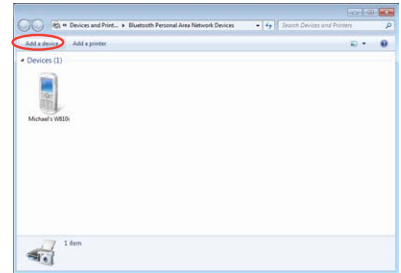 « Devices and Print... ▸ Bluetooth Personal Area Network Devices
Search Devices and Printers
Add a device Add a printer
Devices (1)
Michael's W810i
1 item